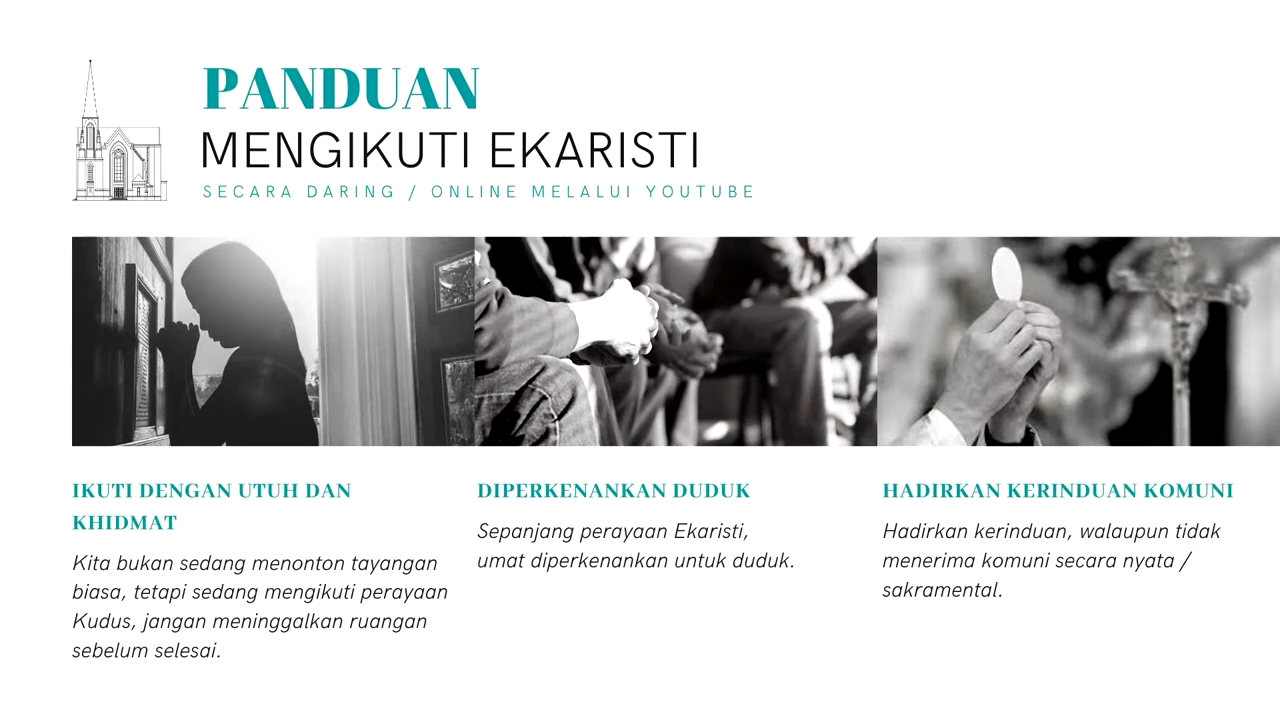 PANDUAN
MENGIKUTI EKARISTI
SECARA DARING / ONLINE MELALUI YOUTUBE
IKUTI DENGAN UTUH DAN
KHIDMAT
Kita bukan sedang menonton tayangan
biasa, tetapi sedang mengikuti perayaan
Kudus, jangan meninggalkan ruangan
sebelum selesai.
DIPERKENANKAN DUDUK
Sepanjang perayaan Ekaristi,
umat diperkenankan untuk duduk.
HADIRKAN KERINDUAN KOMUNI
Hadirkan kerinduan, walaupun tidak
menerima komuni secara nyata /
sakramental.